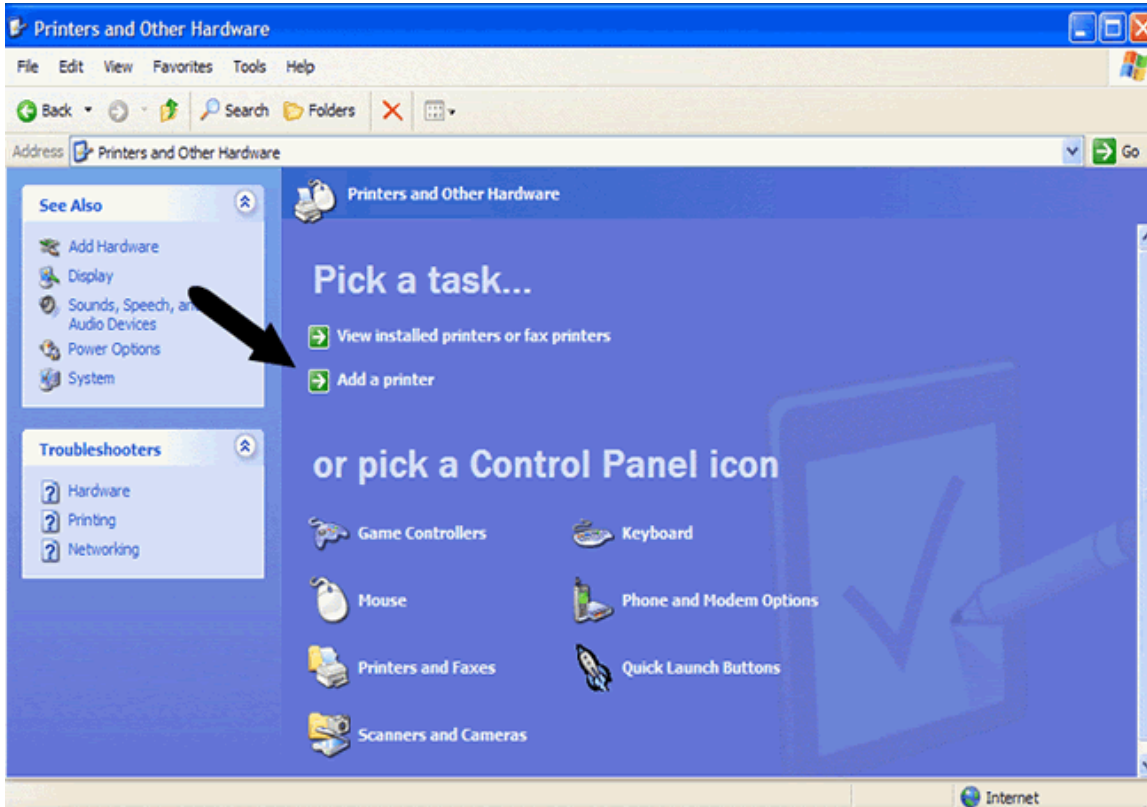 Printers and Other Hardware
File Edit View Favorites Tools Help
Back Search Folders
Address Printers and Other Hardware Go
See Also
Add Hardware
Display
Sounds, Speech, an
Audio Devices
Power Options
System
Troubleshooters
Hardware
Printing
Networking
Printers and Other Hardware
Pick a task...
View installed printers or fax printers
Add a printer
or pick a Control Panel icon
Game Controllers Keyboard
Mouse Phone and Modem Options
Printers and Faxes Quick Launch Buttons
Scanners and Cameras
Internet